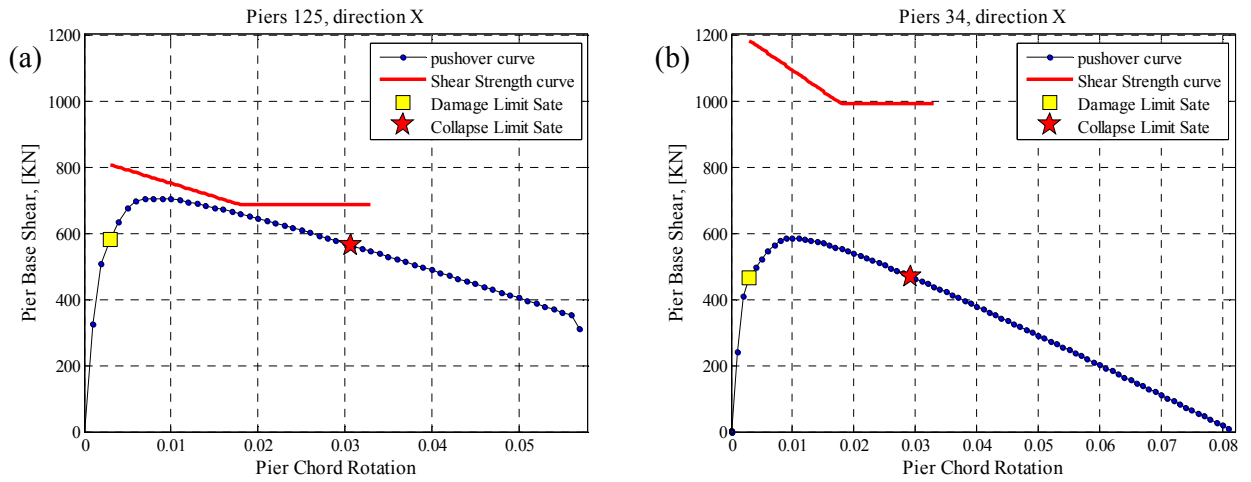 Piers 125, direction X
(a)
1200
1000
800
600
400
200
0
Pier Base Shear, [KN]
pushover curve
Shear Strength curve
Damage Limit Sate
Collapse Limit Sate
0 0.01 0.02 0.03 0.04 0.05
Pier Chord Rotation
Piers 34, direction X
(b)
1200
1000
800
600
400
200
0
Pier Base Shear, [KN]
pushover curve
Shear Strength curve
Damage Limit Sate
Collapse Limit Sate
0 0.01 0.02 0.03 0.04 0.05 0.06 0.07 0.08
Pier Chord Rotation